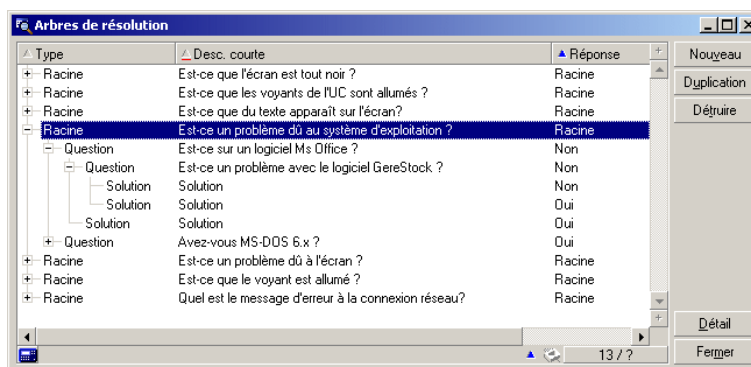 Arbres de résolution
Type Desc. courte Réponse
Racine Est-ce que l'écran est tout noir ? Racine
Racine Est-ce que les voyants de l'UC sont allumés ? Racine
Racine Est-ce que du texte apparaît sur l'écran? Racine
Racine Est-ce un problème dû au système d'exploitation ? Racine
Question Est-ce sur un logiciel Ms Office ? Non
Question Est-ce un problème avec le logiciel GereStock ? Non
Solution Solution Non
Solution Solution Oui
Solution Solution Oui
Question Avez-vous MS-DOS 6.x ? Oui
Racine Est-ce un problème dû à l'écran ? Racine
Racine Est-ce que le voyant est allumé ? Racine
Racine Quel est le message d'erreur à la connexion réseau? Racine
13 / ?
Nouveau
Duplication
Détruire
Détail
Fermer